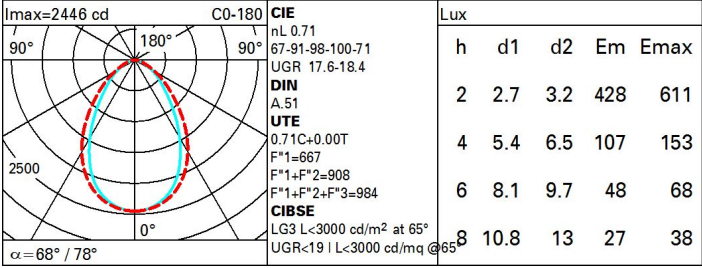 Imax=2446 cd C0-180
90° 180° 90°
2500
0°
α=68° / 78°
CIE
nL 0.71
67-91-98-100-71
UGR 17.6-18.4
DIN
A.51
UTE
0.71C+0.00T
F"1=667
F"1+F"2=908
F"1+F"2+F"3=984
CIBSE
LG3 L<3000 cd/m² at 65°
UGR<19 | L<3000 cd/mq @65°
Lux
h d1 d2 Em Emax
2 2.7 3.2 428 611
4 5.4 6.5 107 153
6 8.1 9.7 48 68
8 10.8 13 27 38